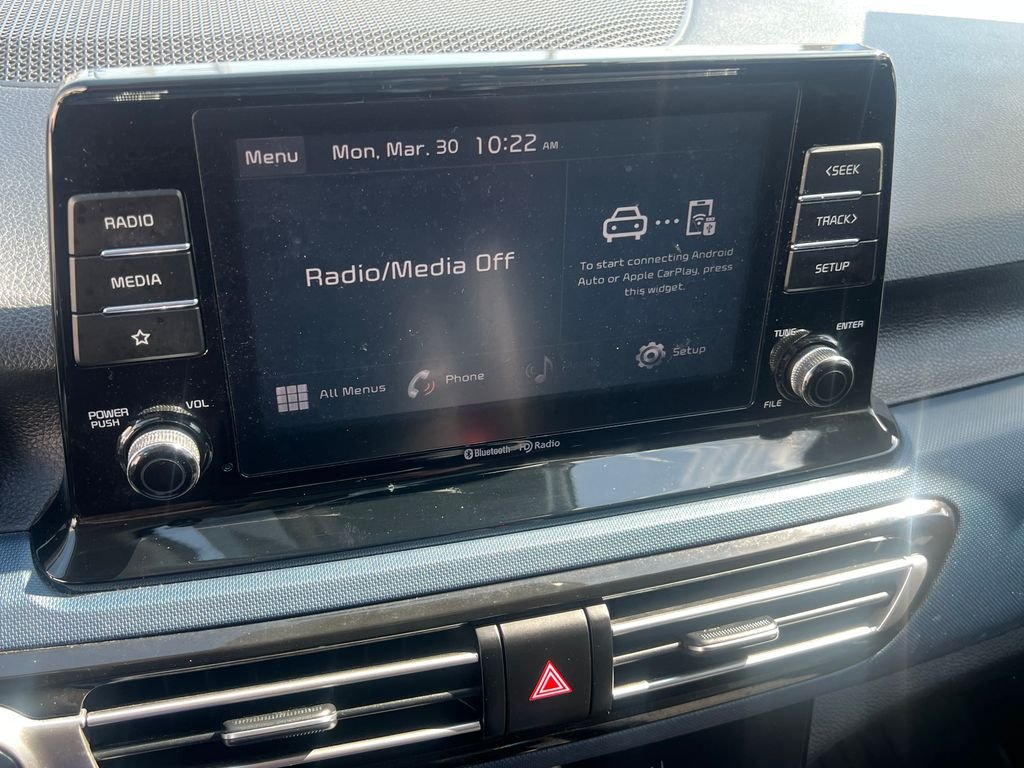 Menu Mon, Mar. 30 10:22 AM
<SEEK
TRACK>
SETUP
RADIO
MEDIA
Radio/Media Off
To start connecting Android
Auto or Apple CarPlay, press
this widget.
All Menus Phone Setup
POWER
PUSH
VOL
TUNE
ENTER
FILE
Bluetooth HD Radio